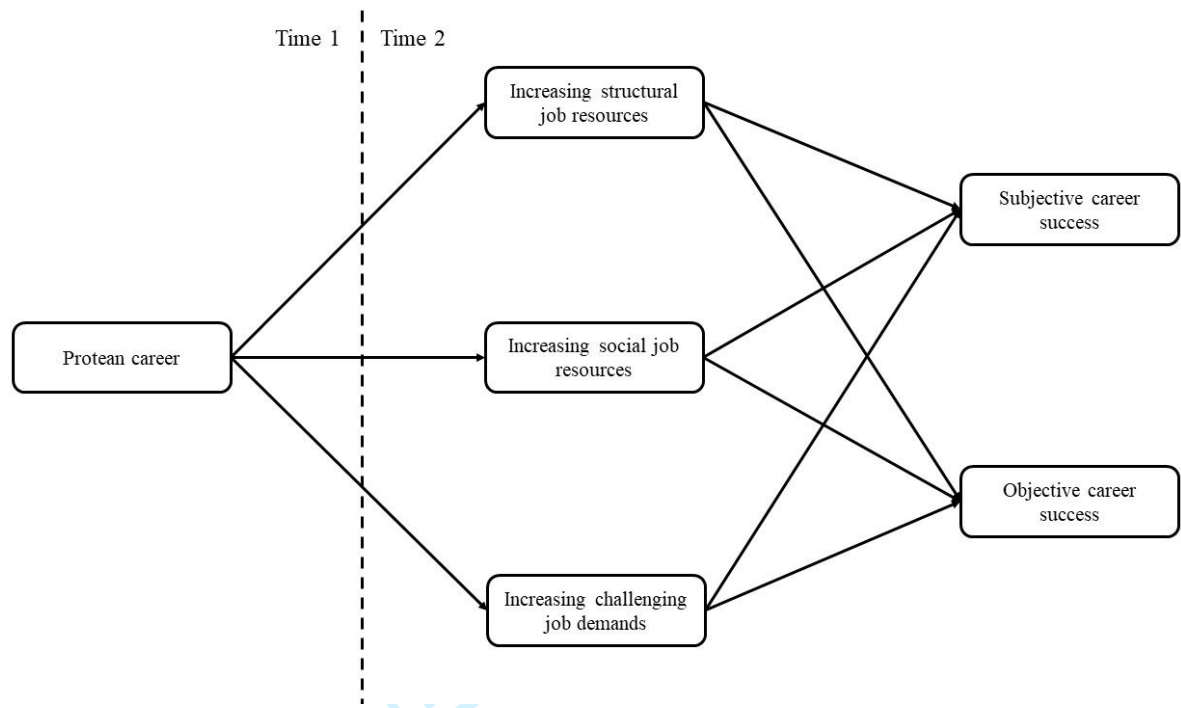 Time 1
Time 2
Increasing structural
job resources
Subjective career
success
Increasing social job
resources
Protean career
Objective career
success
Increasing challenging
job demands